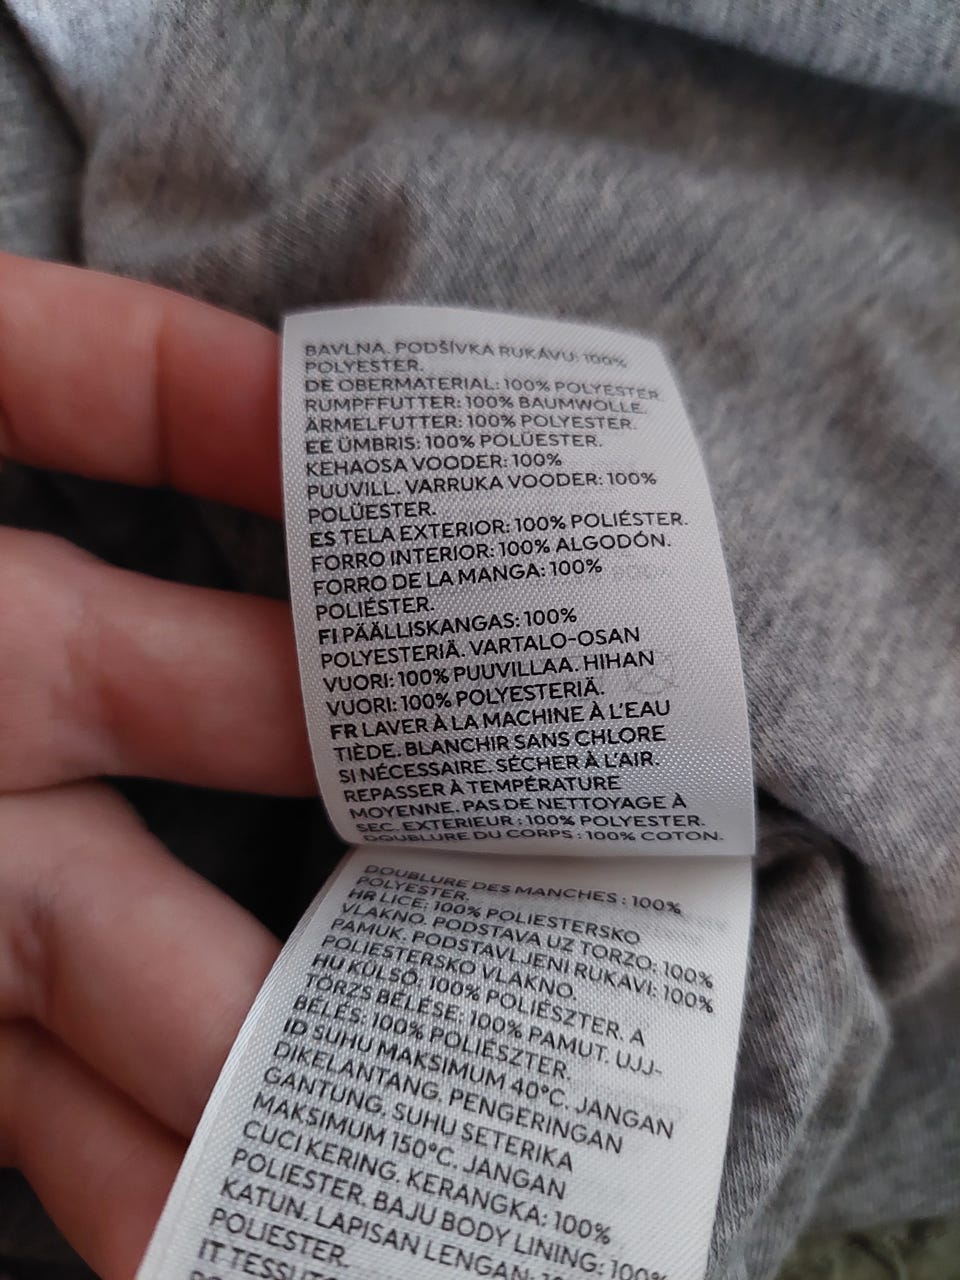 BAVLNA. PODŠÍVKA RUKÁVU: 100%
POLYESTER.
DE OBERMATERIAL: 100% POLYESTER.
RUMPFFUTTER: 100% BAUMWOLLE.
ÄRMELFUTTER: 100% POLYESTER.
EE ÜMBRIS: 100% POLÜESTER.
KEHAOSA VOODER: 100%
PUUVILL. VARRUKA VOODER: 100%
POLÜESTER.
ES TELA EXTERIOR: 100% POLIÉSTER.
FORRO INTERIOR: 100% ALGODÓN.
FORRO DE LA MANGA: 100%
POLIÉSTER.
FI PÄÄLLISKANGAS: 100%
POLYESTERIÄ. VARTALO-OSAN
VUORI: 100% PUUVILLAA. HIHAN
VUORI: 100% POLYESTERIÄ.
FR LAVER À LA MACHINE À L'EAU
TIÈDE. BLANCHIR SANS CHLORE
SI NÉCESSAIRE. SÉCHER À L'AIR.
REPASSER À TEMPÉRATURE
MOYENNE. PAS DE NETTOYAGE À
SEC. EXTERIEUR : 100% POLYESTER.
DOUBLURE DU CORPS : 100% COTON.
DOUBLURE DES MANCHES : 100%
POLYESTER.
HR LICE: 100% POLIESTERSKO
VLAKNO. PODSTAVA UZ TORZO: 100%
PAMUK. PODSTAVLJENI RUKAVI: 100%
POLIESTERSKO VLAKNO.
HU KÜLSŐ: 100% POLIÉSZTER. A
TÖRZS BÉLÉSE: 100% PAMUT. UJJ-
BÉLÉS: 100% POLIÉSZTER.
ID SUHU MAKSIMUM 40°C. JANGAN
DIKELANTANG. PENGERINGAN
GANTUNG. SUHU SETERIKA
MAKSIMUM 150°C. JANGAN
CUCI KERING. KERANGKA: 100%
POLIESTER. BAJU BODY LINING: 100%
KATUN. LAPISAN LENGAN:
POLIESTER.
IT TESSUTO